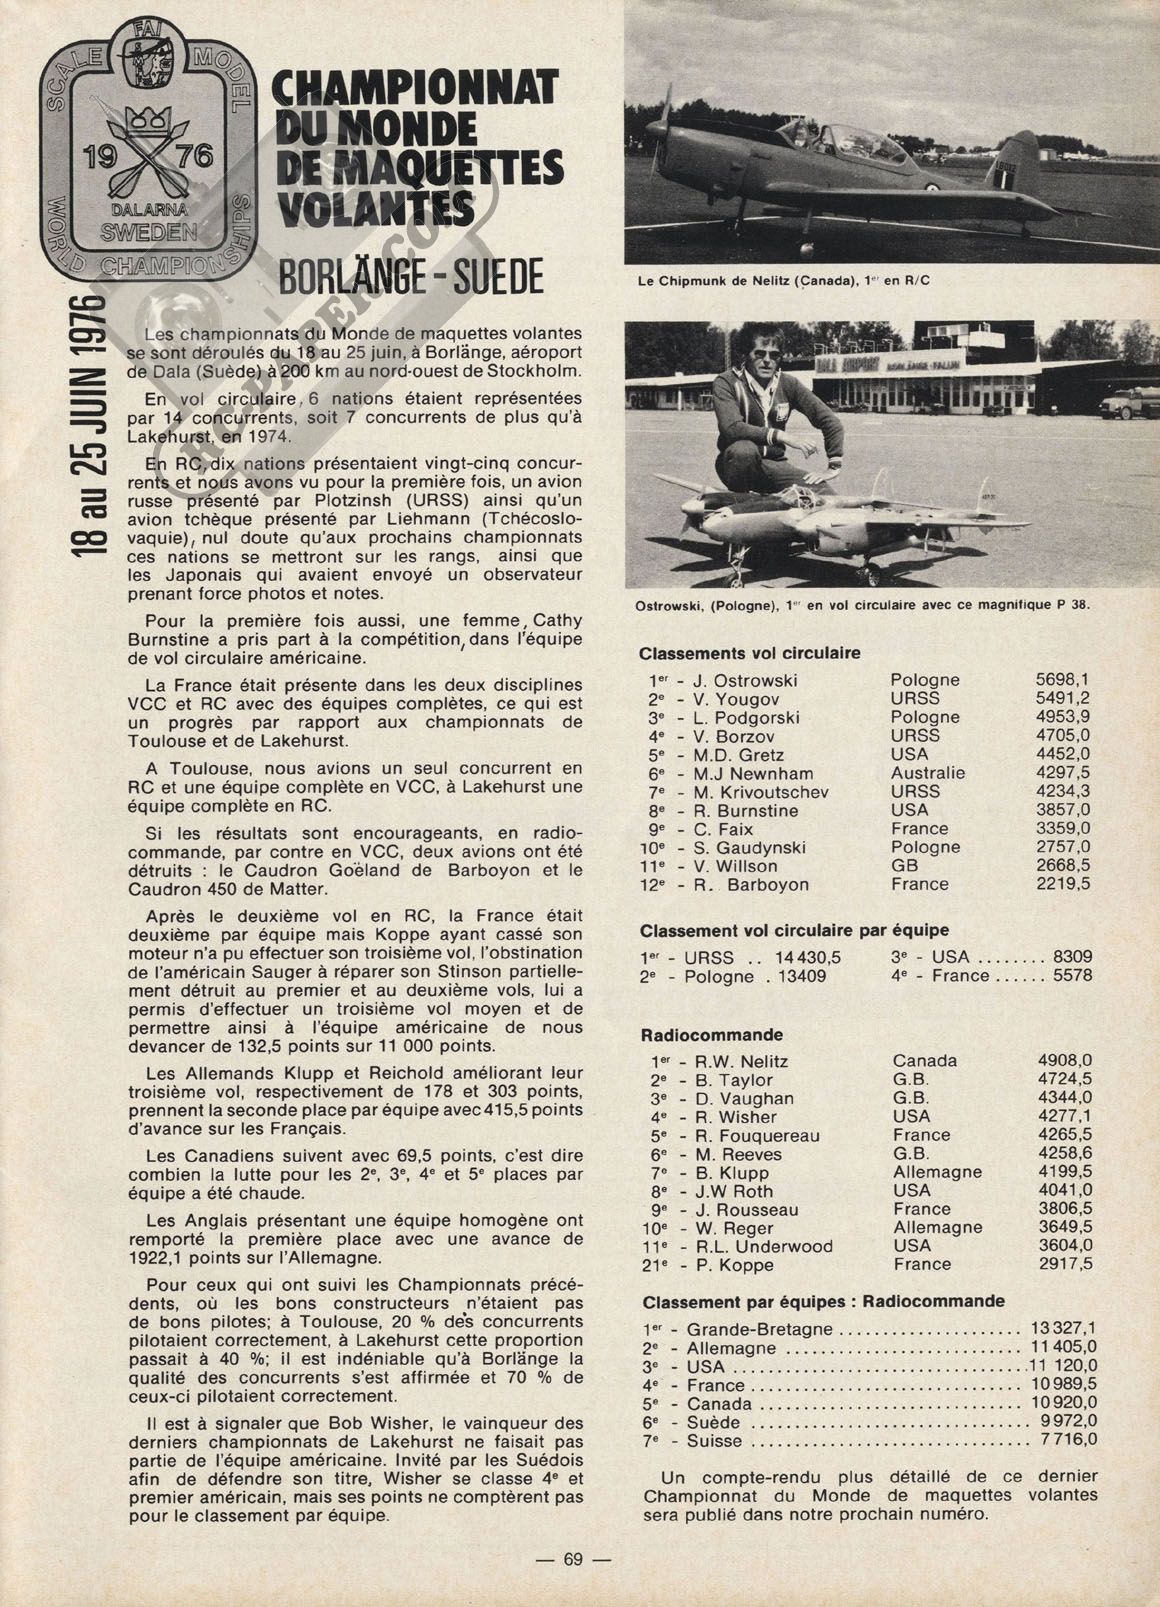 FAI
SCALE MODEL
19 76
DALARNA
SWEDEN
WORLD CHAMPIONSHIPS
CHAMPIONNAT
DU MONDE
DE MAQUETTES
VOLANTES
BORLÄNGE - SUEDE
18 au 25 JUIN 1976
HCPAPER.COM
Les championnats du Monde de maquettes volantes
se sont déroulés du 18 au 25 juin, à Borlänge, aéroport
de Dala (Suède) à 200 km au nord-ouest de Stockholm.
En vol circulaire, 6 nations étaient représentées
par 14 concurrents, soit 7 concurrents de plus qu'à
Lakehurst, en 1974.
En RC, dix nations présentaient vingt-cinq concur-
rents et nous avons vu pour la première fois, un avion
russe présenté par Plotzinsh (URSS) ainsi qu'un
avion tchèque présenté par Liehmann (Tchécoslo-
vaquie), nul doute qu'aux prochains championnats
ces nations se mettront sur les rangs, ainsi que
les Japonais qui avaient envoyé un observateur
prenant force photos et notes.
Pour la première fois aussi, une femme, Cathy
Burnstine a pris part à la compétition, dans l'équipe
de vol circulaire américaine.
La France était présente dans les deux disciplines
VCC et RC avec des équipes complètes, ce qui est
un progrès par rapport aux championnats de
Toulouse et de Lakehurst.
A Toulouse, nous avions un seul concurrent en
RC et une équipe complète en VCC, à Lakehurst une
équipe complète en RC.
Si les résultats sont encourageants, en radio-
commande, par contre en VCC, deux avions ont été
détruits : le Caudron Goëland de Barboyon et le
Caudron 450 de Matter.
Après le deuxième vol en RC, la France était
deuxième par équipe mais Koppe ayant cassé son
moteur n'a pu effectuer son troisième vol, l'obstination
de l'américain Sauger à réparer son Stinson partielle-
ment détruit au premier et au deuxième vols, lui a
permis d'effectuer un troisième vol moyen et de
permettre ainsi à l'équipe américaine de nous
devancer de 132,5 points sur 11 000 points.
Les Allemands Klupp et Reichold améliorant leur
troisième vol, respectivement de 178 et 303 points,
prennent la seconde place par équipe avec 415,5 points
d'avance sur les Français.
Les Canadiens suivent avec 69,5 points, c'est dire
combien la lutte pour les 2e, 3e, 4e et 5e places par
équipe a été chaude.
Les Anglais présentant une équipe homogène ont
remporté la première place avec une avance de
1922,1 points sur l'Allemagne.
Pour ceux qui ont suivi les Championnats précé-
dents, où les bons constructeurs n'étaient pas
de bons pilotes; à Toulouse, 20 % des concurrents
pilotaient correctement, à Lakehurst cette proportion
passait à 40 %; il est indéniable qu'à Borlänge la
qualité des concurrents s'est affirmée et 70 % de
ceux-ci pilotaient correctement.
Il est à signaler que Bob Wisher, le vainqueur des
derniers championnats de Lakehurst ne faisait pas
partie de l'équipe américaine. Invité par les Suédois
afin de défendre son titre, Wisher se classe 4e et
premier américain, mais ses points ne comptèrent pas
pour le classement par équipe.
18012
Le Chipmunk de Nelitz (Canada), 1er en R/C
DALA AIRPORT BORLÄNGE-FALUN
Ostrowski, (Pologne), 1er en vol circulaire avec ce magnifique P 38.
Classements vol circulaire
1er - J. Ostrowski Pologne 5698,1
2e - V. Yougov URSS 5491,2
3e - L. Podgorski Pologne 4953,9
4e - V. Borzov URSS 4705,0
5e - M.D. Gretz USA 4452,0
6e - M.J Newnham Australie 4297,5
7e - M. Krivoutschev URSS 4234,3
8e - R. Burnstine USA 3857,0
9e - C. Faix France 3359,0
10e - S. Gaudynski Pologne 2757,0
11e - V. Willson GB 2668,5
12e - R. Barboyon France 2219,5
Classement vol circulaire par équipe
1er - URSS .. 14 430,5 3e - USA ........ 8309
2e - Pologne . 13409 4e - France ...... 5578
Radiocommande
1er - R.W. Nelitz Canada 4908,0
2e - B. Taylor G.B. 4724,5
3e - D. Vaughan G.B. 4344,0
4e - R. Wisher USA 4277,1
5e - R. Fouquereau France 4265,5
6e - M. Reeves G.B. 4258,6
7e - B. Klupp Allemagne 4199,5
8e - J.W Roth USA 4041,0
9e - J. Rousseau France 3806,5
10e - W. Reger Allemagne 3649,5
11e - R.L. Underwood USA 3604,0
21e - P. Koppe France 2917,5
Classement par équipes : Radiocommande
1er - Grande-Bretagne ..................... 13 327,1
2e - Allemagne ........................... 11 405,0
3e - USA ................................. 11 120,0
4e - France ............................... 10 989,5
5e - Canada .............................. 10 920,0
6e - Suède ................................ 9 972,0
7e - Suisse ................................ 7 716,0
Un compte-rendu plus détaillé de ce dernier
Championnat du Monde de maquettes volantes
sera publié dans notre prochain numéro.
— 69 —